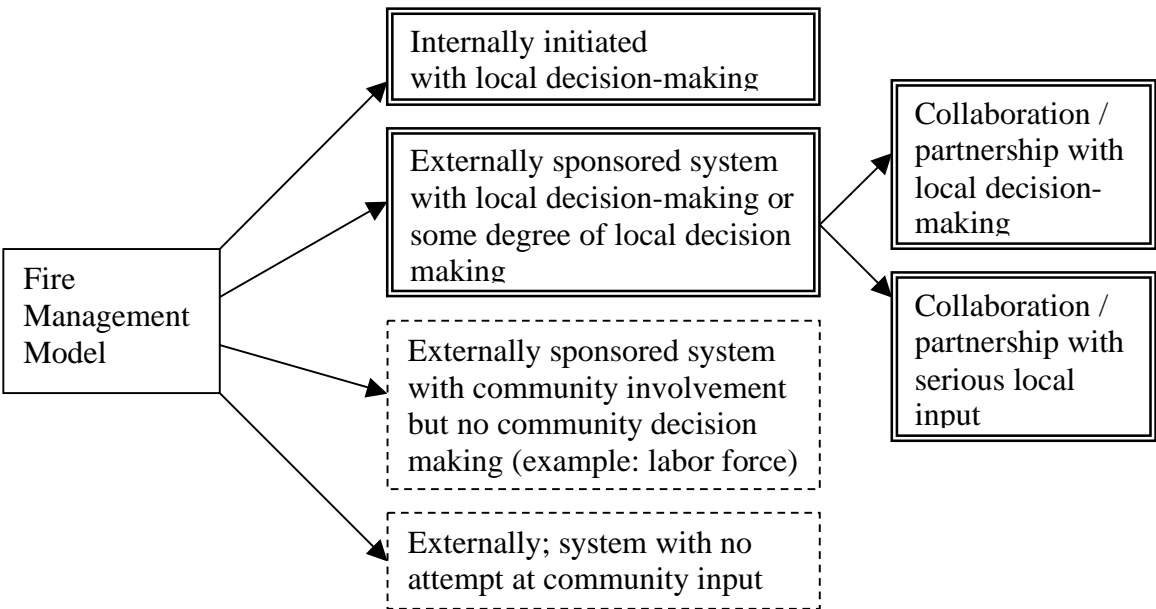 Fire
Management
Model
Internally initiated
with local decision-making
Externally sponsored system
with local decision-making or
some degree of local decision
making
Externally sponsored system
with community involvement
but no community decision
making (example: labor force)
Externally; system with no
attempt at community input
Collaboration /
partnership with
local decision-
making
Collaboration /
partnership with
serious local
input